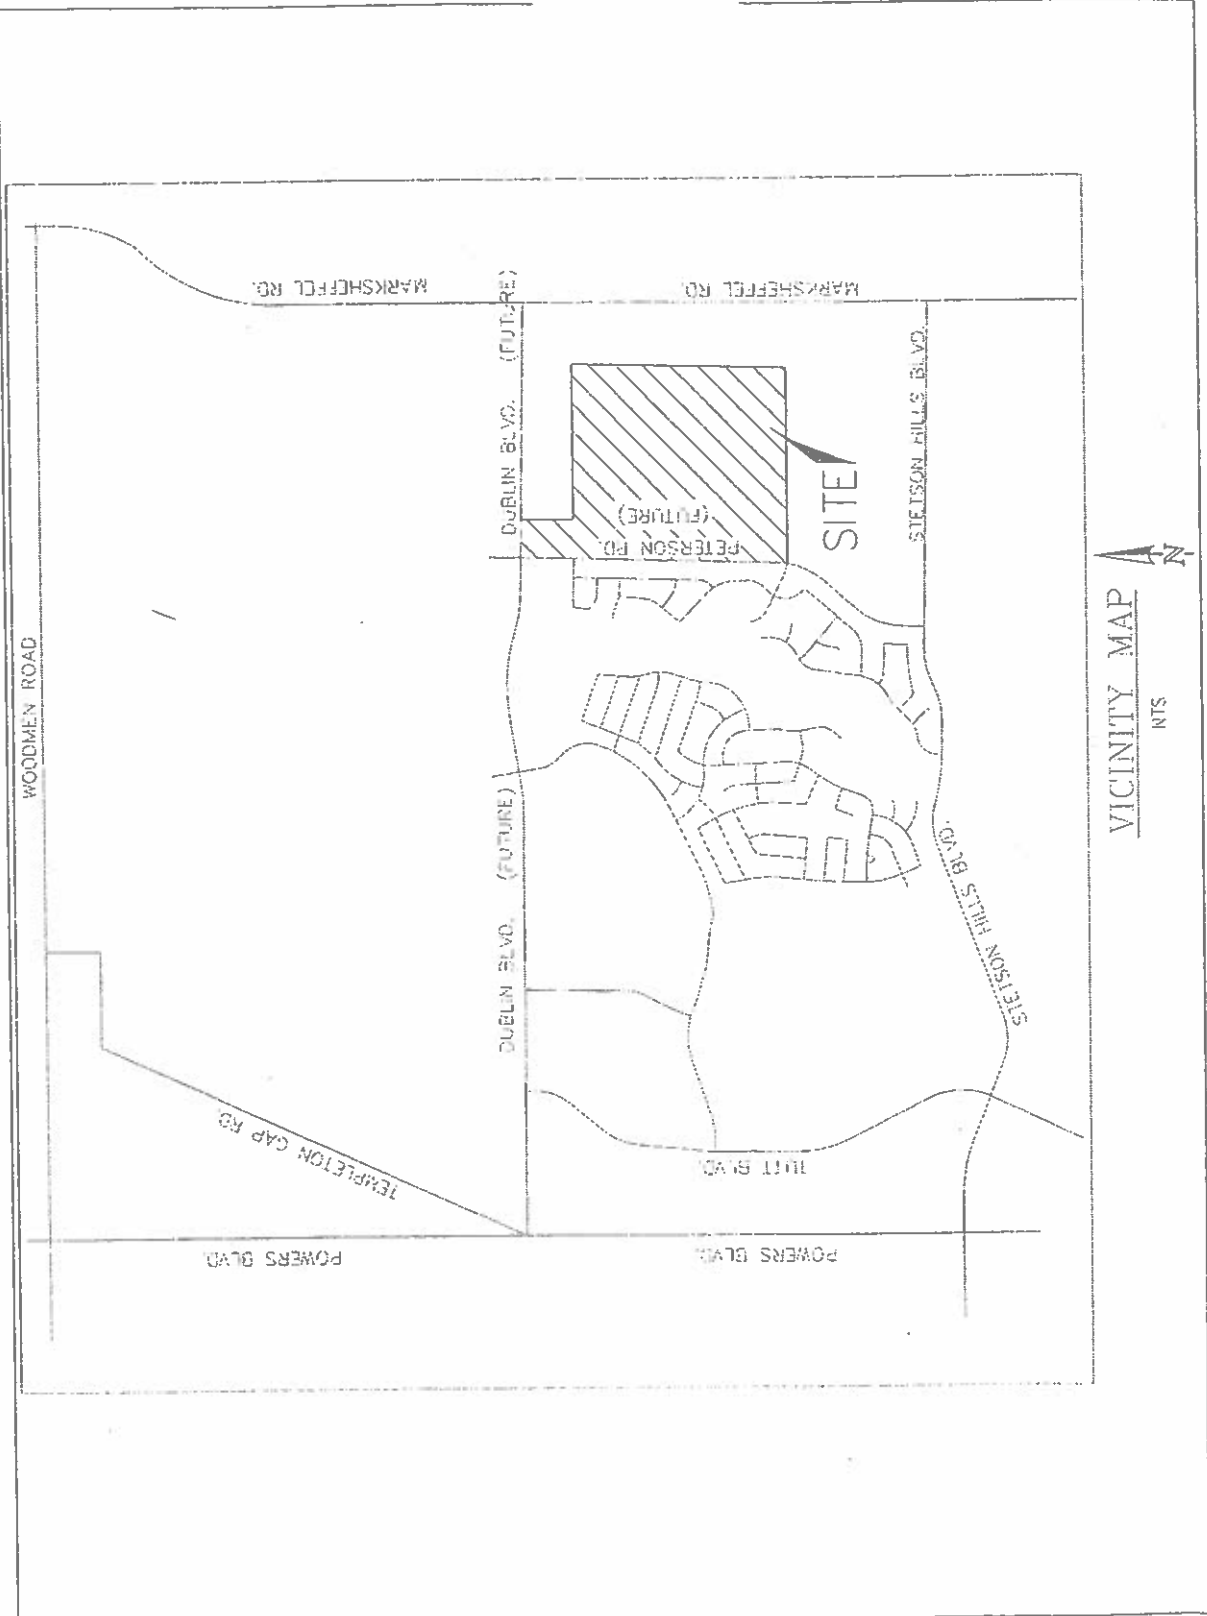 WOODMEN ROAD
MARKSHEFFEL RD.
MARKSHEFFEL RD.
DUBLIN BLVD. (FUTURE)
DUBLIN BLVD. (FUTURE)
PETERSON RD.
(FUTURE)
SITE
STETSON HILLS BLVD.
STETSON HILLS BLVD.
TEMPLETON GAP RD.
TUTT BLVD.
POWERS BLVD.
POWERS BLVD.
N
VICINITY MAP
NTS